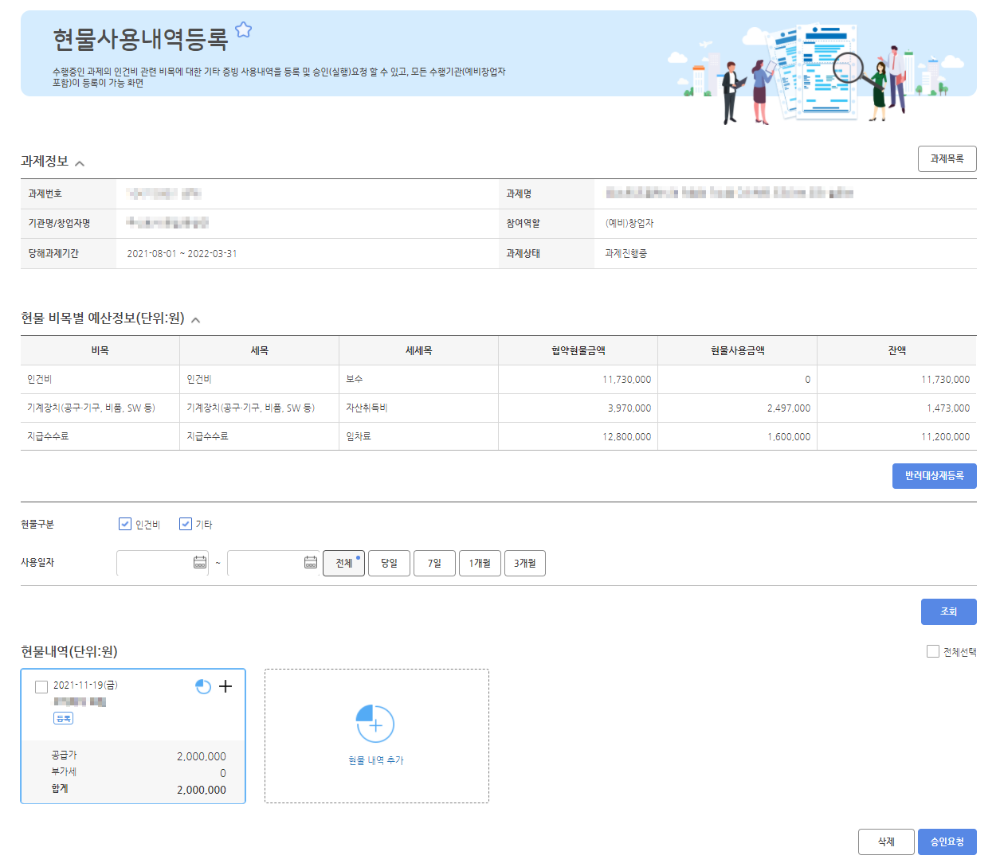 현물사용내역등록
수행중인 과제의 인건비 관련 비목에 대한 기타 증빙 사용내역을 등록 및 승인(실행)요청 할 수 있고, 모든 수행기관(예비창업자
포함)이 등록이 가능 화면
과제정보
과제목록
과제번호
과제명
기관명/창업자명
참여역할 (예비)창업자
당해과제기간 2021-08-01 ~ 2022-03-31 과제상태 과제진행중
현물 비목별 예산정보(단위:원)
비목 세목 세세목 협약현물금액 현물사용금액 잔액
인건비 인건비 보수 11,730,000 0 11,730,000
기계장치(공구·기구, 비품, SW 등) 기계장치(공구·기구, 비품, SW 등) 자산취득비 3,970,000 2,497,000 1,473,000
지급수수료 지급수수료 임차료 12,800,000 1,600,000 11,200,000
반려대상재등록
현물구분 인건비 기타
사용일자 ~ 전체 당일 7일 1개월 3개월
조회
현물내역(단위:원)
전체선택
2021-11-19(금)
등록
공급가 2,000,000
부가세 0
합계 2,000,000
현물 내역 추가
삭제 승인요청